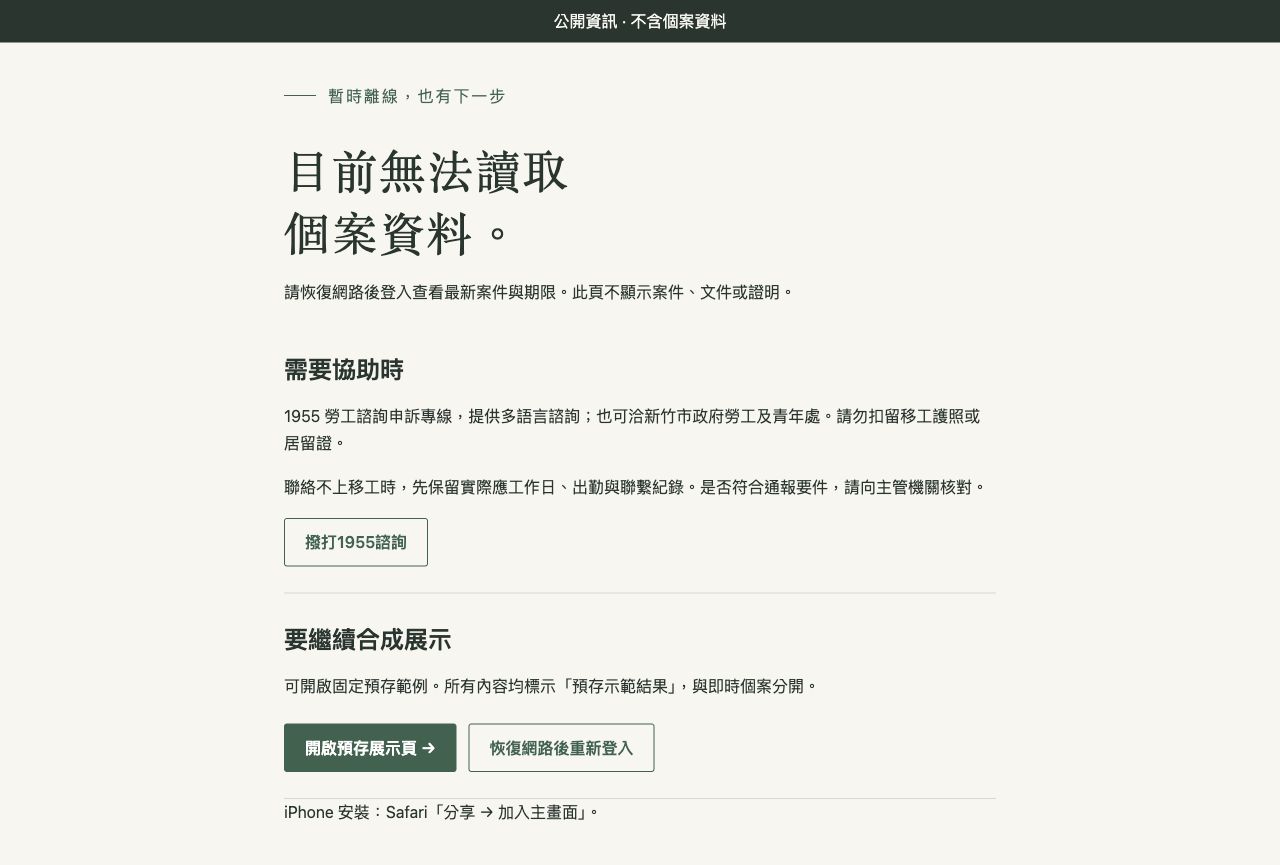 公開資訊 · 不含個案資料
暫時離線，也有下一步
目前無法讀取
個案資料。
請恢復網路後登入查看最新案件與期限。此頁不顯示案件、文件或證明。
需要協助時
1955 勞工諮詢申訴專線，提供多語言諮詢；也可洽新竹市政府勞工及青年處。請勿扣留移工護照或
居留證。
聯絡不上移工時，先保留實際應工作日、出勤與聯繫紀錄。是否符合通報要件，請向主管機關核對。
撥打1955諮詢
要繼續合成展示
可開啟固定預存範例。所有內容均標示「預存示範結果」，與即時個案分開。
開啟預存展示頁 →
恢復網路後重新登入
iPhone 安裝：Safari「分享 → 加入主畫面」。